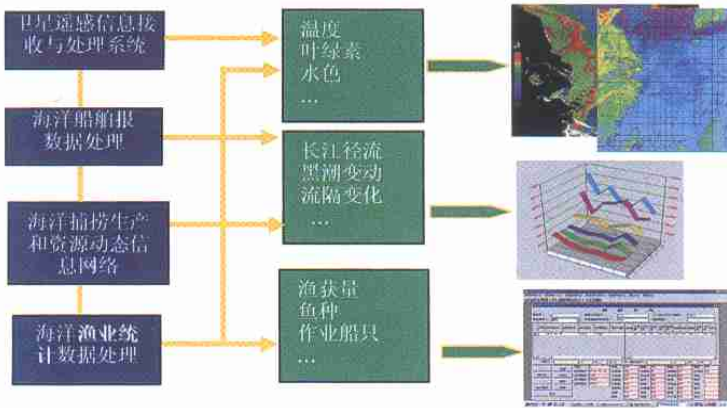 卫星遥感信息接
收与处理系统
海洋船舶报
数据处理
海洋捕捞生产
和资源动态信
息网络
海洋渔业统
计数据处理
温度
叶绿素
水色
…
长江径流
黑潮变动
流隔变化
…
渔获量
鱼种
作业船只
…